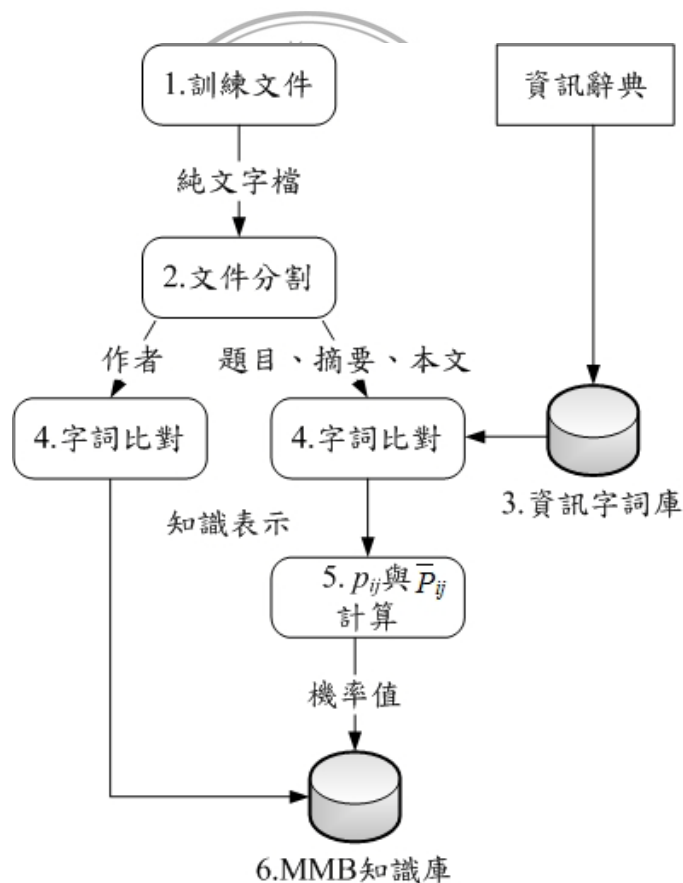 1.訓練文件
資訊辭典
純文字檔
2.文件分割
作者
題目、摘要、本文
4.字詞比對
4.字詞比對
3.資訊字詞庫
知識表示
5. pij與P̅ij
計算
機率值
6.MMB知識庫